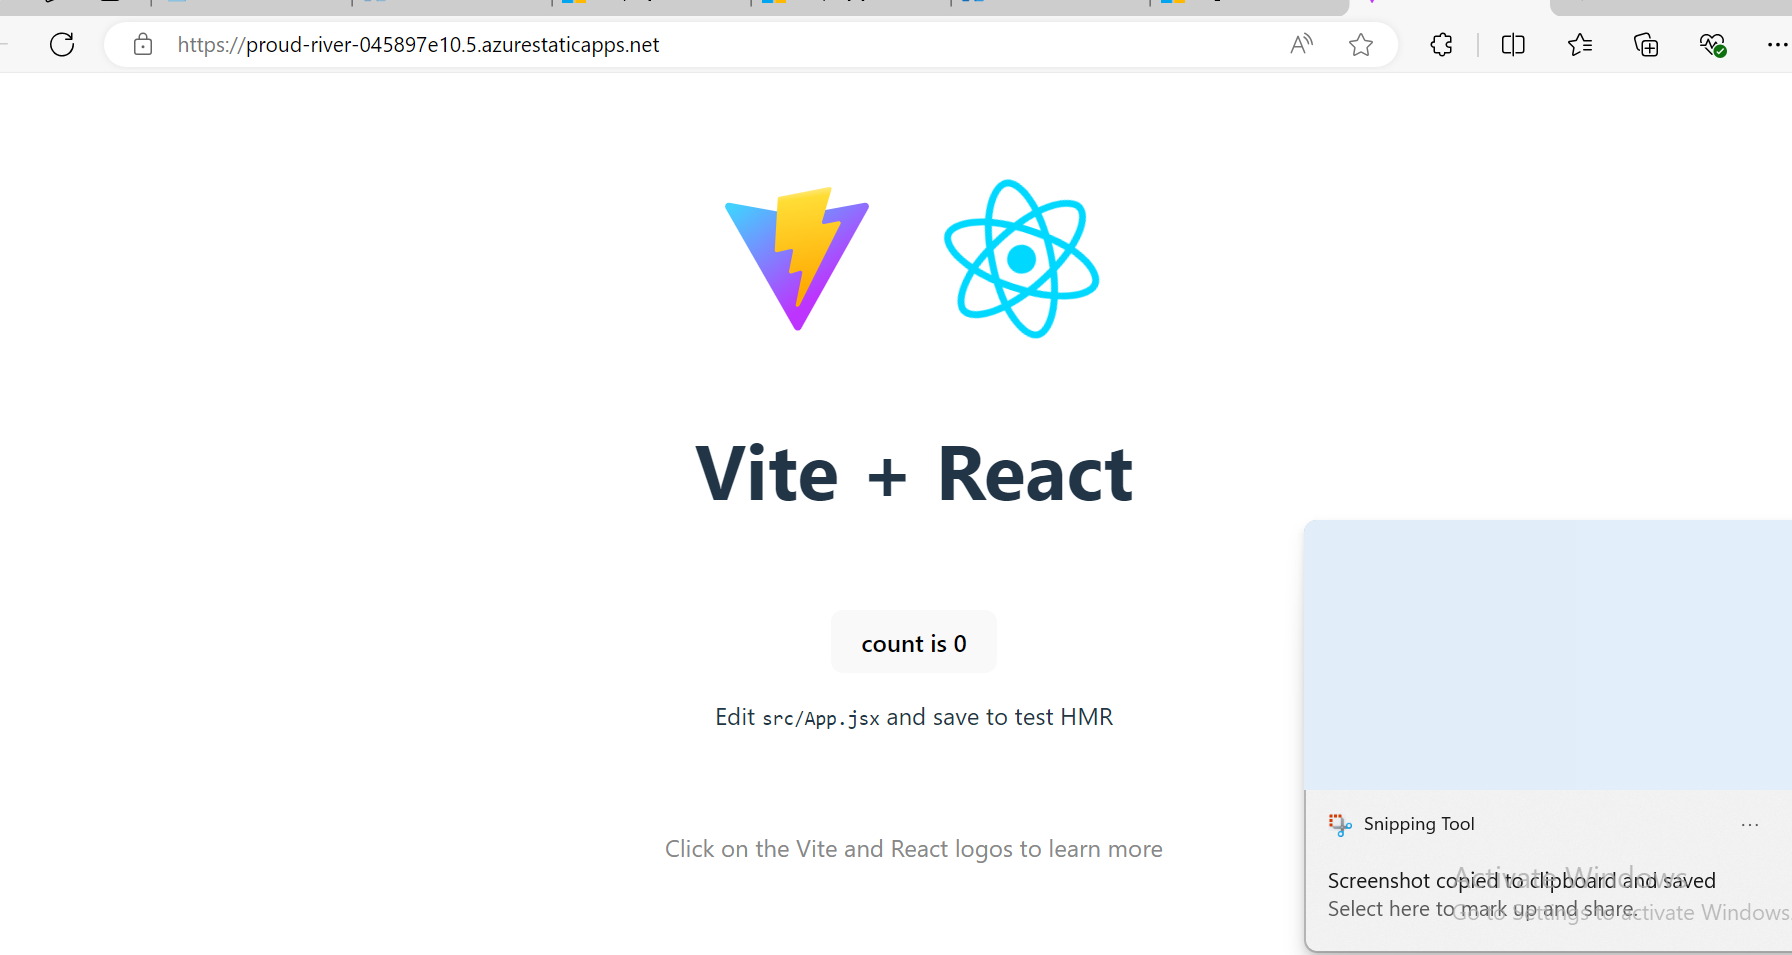 https://proud-river-045897e10.5.azurestaticapps.net
Vite + React
count is 0
Edit src/App.jsx and save to test HMR
Click on the Vite and React logos to learn more
Snipping Tool
Screenshot copied to clipboard and saved
Select here to mark up and share.
Activate Windows
Go to Settings to activate Windows.